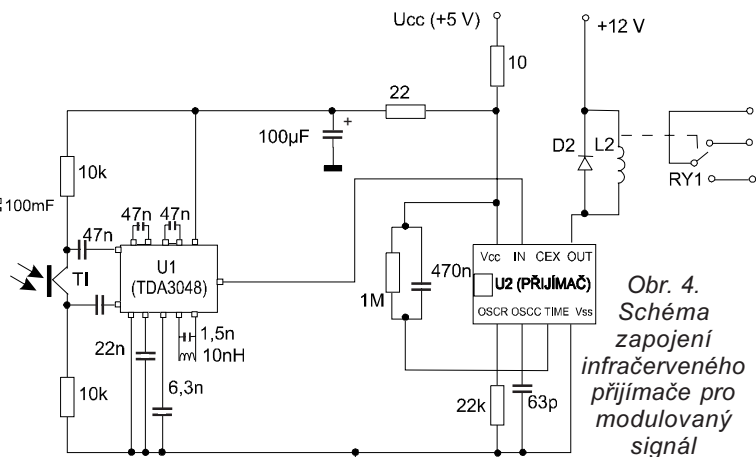 Ucc (+5 V)
+12 V
10
22
100µF
+
D2
L2
RY1
10k
100mF
47n
47n
47n
TI
U1
(TDA3048)
Vcc IN CEX OUT
U2 (PŘIJÍMAČ)
OSCR OSCC TIME Vss
1M
470n
22n
1,5n
10nH
6,3n
10k
22k
63p
Obr. 4.
Schéma
zapojení
infračerveného
přijímače pro
modulovaný
signál